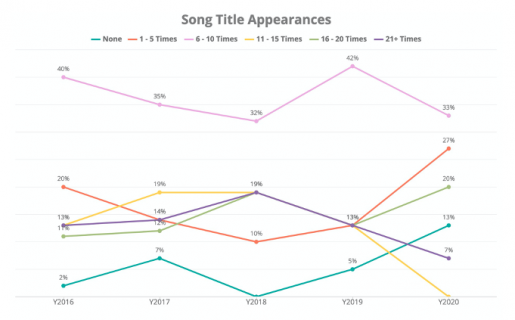 Song Title Appearances
None 1 - 5 Times 6 - 10 Times 11 - 15 Times 16 - 20 Times 21+ Times
40% 35% 32% 42% 33%
27%
20% 19% 19% 20%
13% 14% 13% 13%
11% 12% 10%
7% 7%
2% 5%
Y2016 Y2017 Y2018 Y2019 Y2020